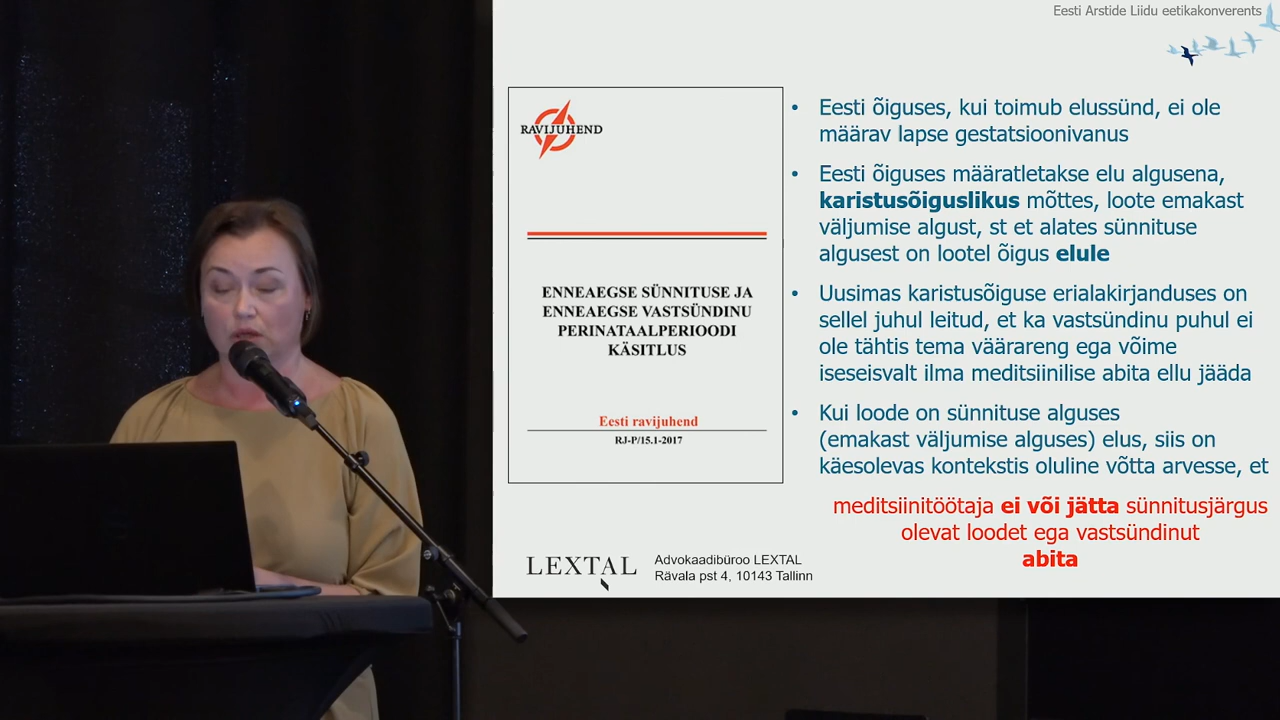 Eesti Arstide Liidu eetikakonverents
RAVIJUHEND
ENNEAEGSE SÜNNITUSE JA
ENNEAEGSE VASTSÜNDINU
PERINATAALPERIOODI
KÄSITLUS
Eesti ravijuhend
RJ-P/15.1-2017
• Eesti õiguses, kui toimub elussünd, ei ole
määrav lapse gestatsioonivanus
• Eesti õiguses määratletakse elu algusena,
karistusõiguslikus mõttes, loote emakast
väljumise algust, st et alates sünnituse
algusest on lootel õigus elule
• Uusimas karistusõiguse erialakirjanduses on
sellel juhul leitud, et ka vastsündinu puhul ei
ole tähtis tema väärareng ega võime
iseseisvalt ilma meditsiinilise abita ellu jääda
• Kui loode on sünnituse alguses
(emakast väljumise alguses) elus, siis on
käesolevas kontekstis oluline võtta arvesse, et
meditsiinitöötaja ei või jätta sünnitusjärgus
olevat loodet ega vastsündinut
abita
LEXTAL
Advokaadibüroo LEXTAL
Rävala pst 4, 10143 Tallinn